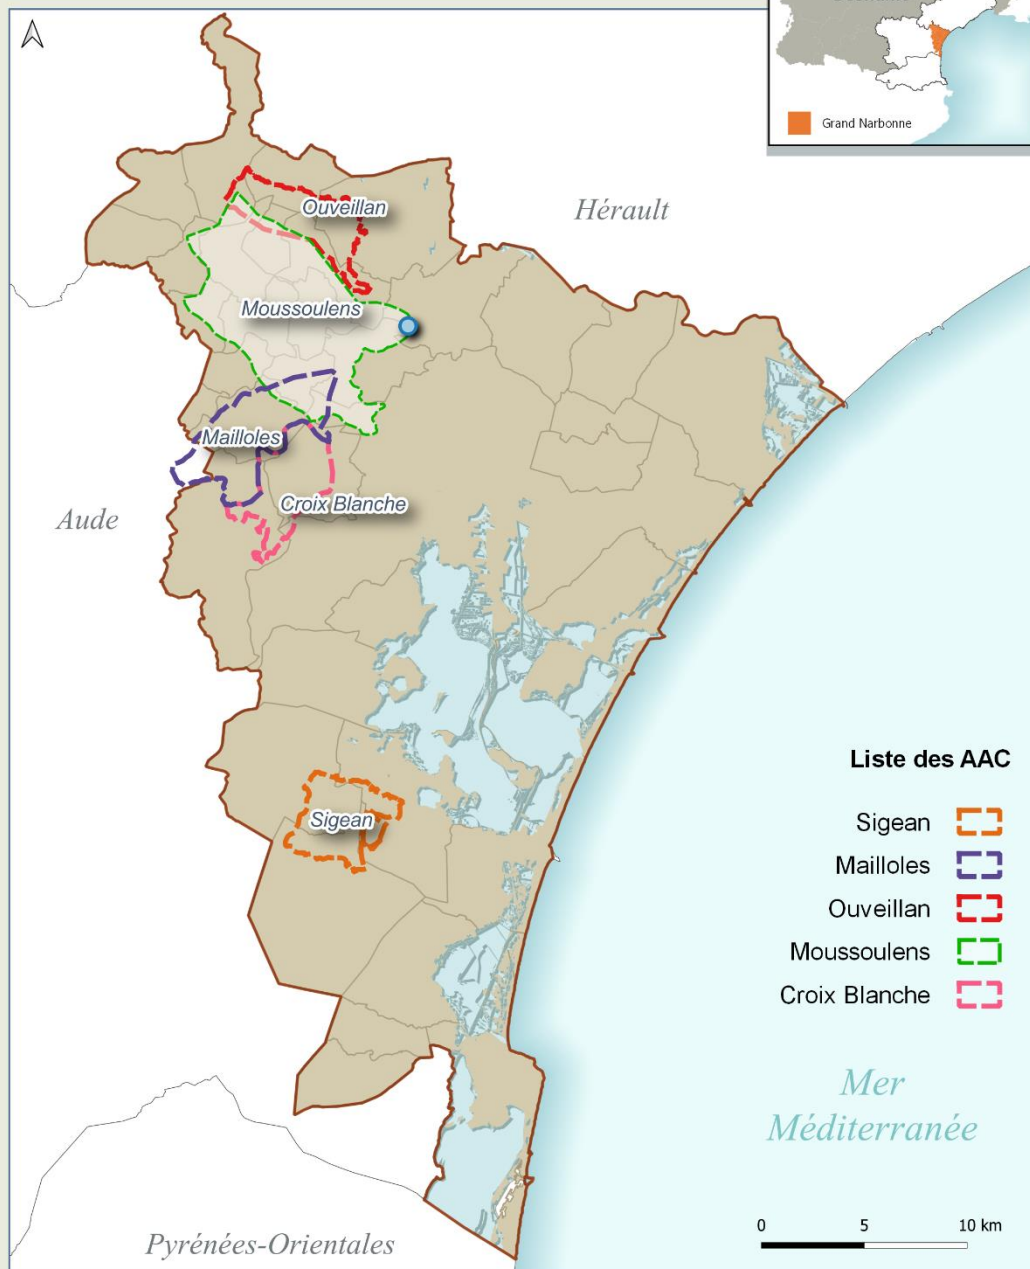 Grand Narbonne
Hérault
Ouveillan
Moussoulens
Mailloles
Croix Blanche
Aude
Sigean
Liste des AAC
Sigean
Mailloles
Ouveillan
Moussoulens
Croix Blanche
Mer
Méditerranée
Pyrénées-Orientales
0 5 10 km